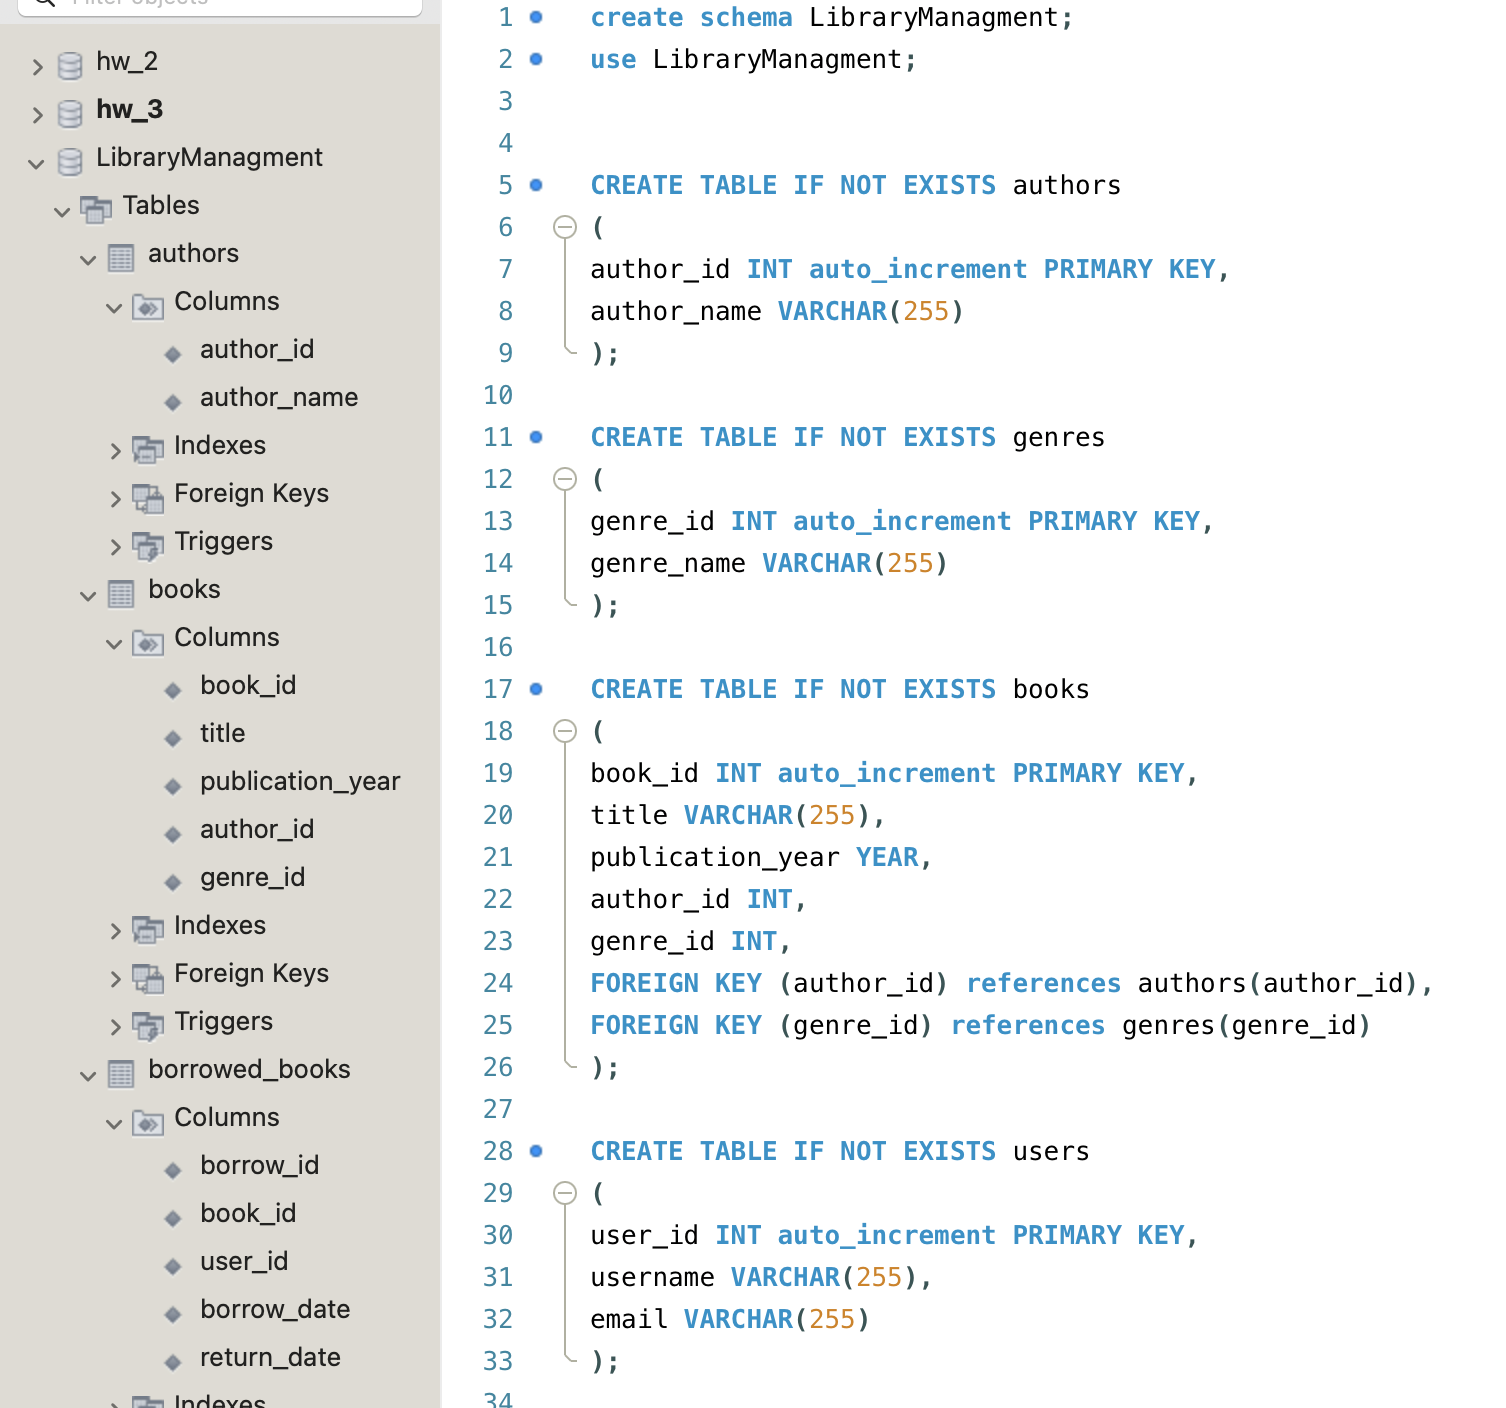 Filter objects
hw_2
hw_3
LibraryManagment
Tables
authors
Columns
author_id
author_name
Indexes
Foreign Keys
Triggers
books
Columns
book_id
title
publication_year
author_id
genre_id
Indexes
Foreign Keys
Triggers
borrowed_books
Columns
borrow_id
book_id
user_id
borrow_date
return_date
Indexes
1 create schema LibraryManagment;
2 use LibraryManagment;
3
4
5 CREATE TABLE IF NOT EXISTS authors
6 (
7 author_id INT auto_increment PRIMARY KEY,
8 author_name VARCHAR(255)
9 );
10
11 CREATE TABLE IF NOT EXISTS genres
12 (
13 genre_id INT auto_increment PRIMARY KEY,
14 genre_name VARCHAR(255)
15 );
16
17 CREATE TABLE IF NOT EXISTS books
18 (
19 book_id INT auto_increment PRIMARY KEY,
20 title VARCHAR(255),
21 publication_year YEAR,
22 author_id INT,
23 genre_id INT,
24 FOREIGN KEY (author_id) references authors(author_id),
25 FOREIGN KEY (genre_id) references genres(genre_id)
26 );
27
28 CREATE TABLE IF NOT EXISTS users
29 (
30 user_id INT auto_increment PRIMARY KEY,
31 username VARCHAR(255),
32 email VARCHAR(255)
33 );
34